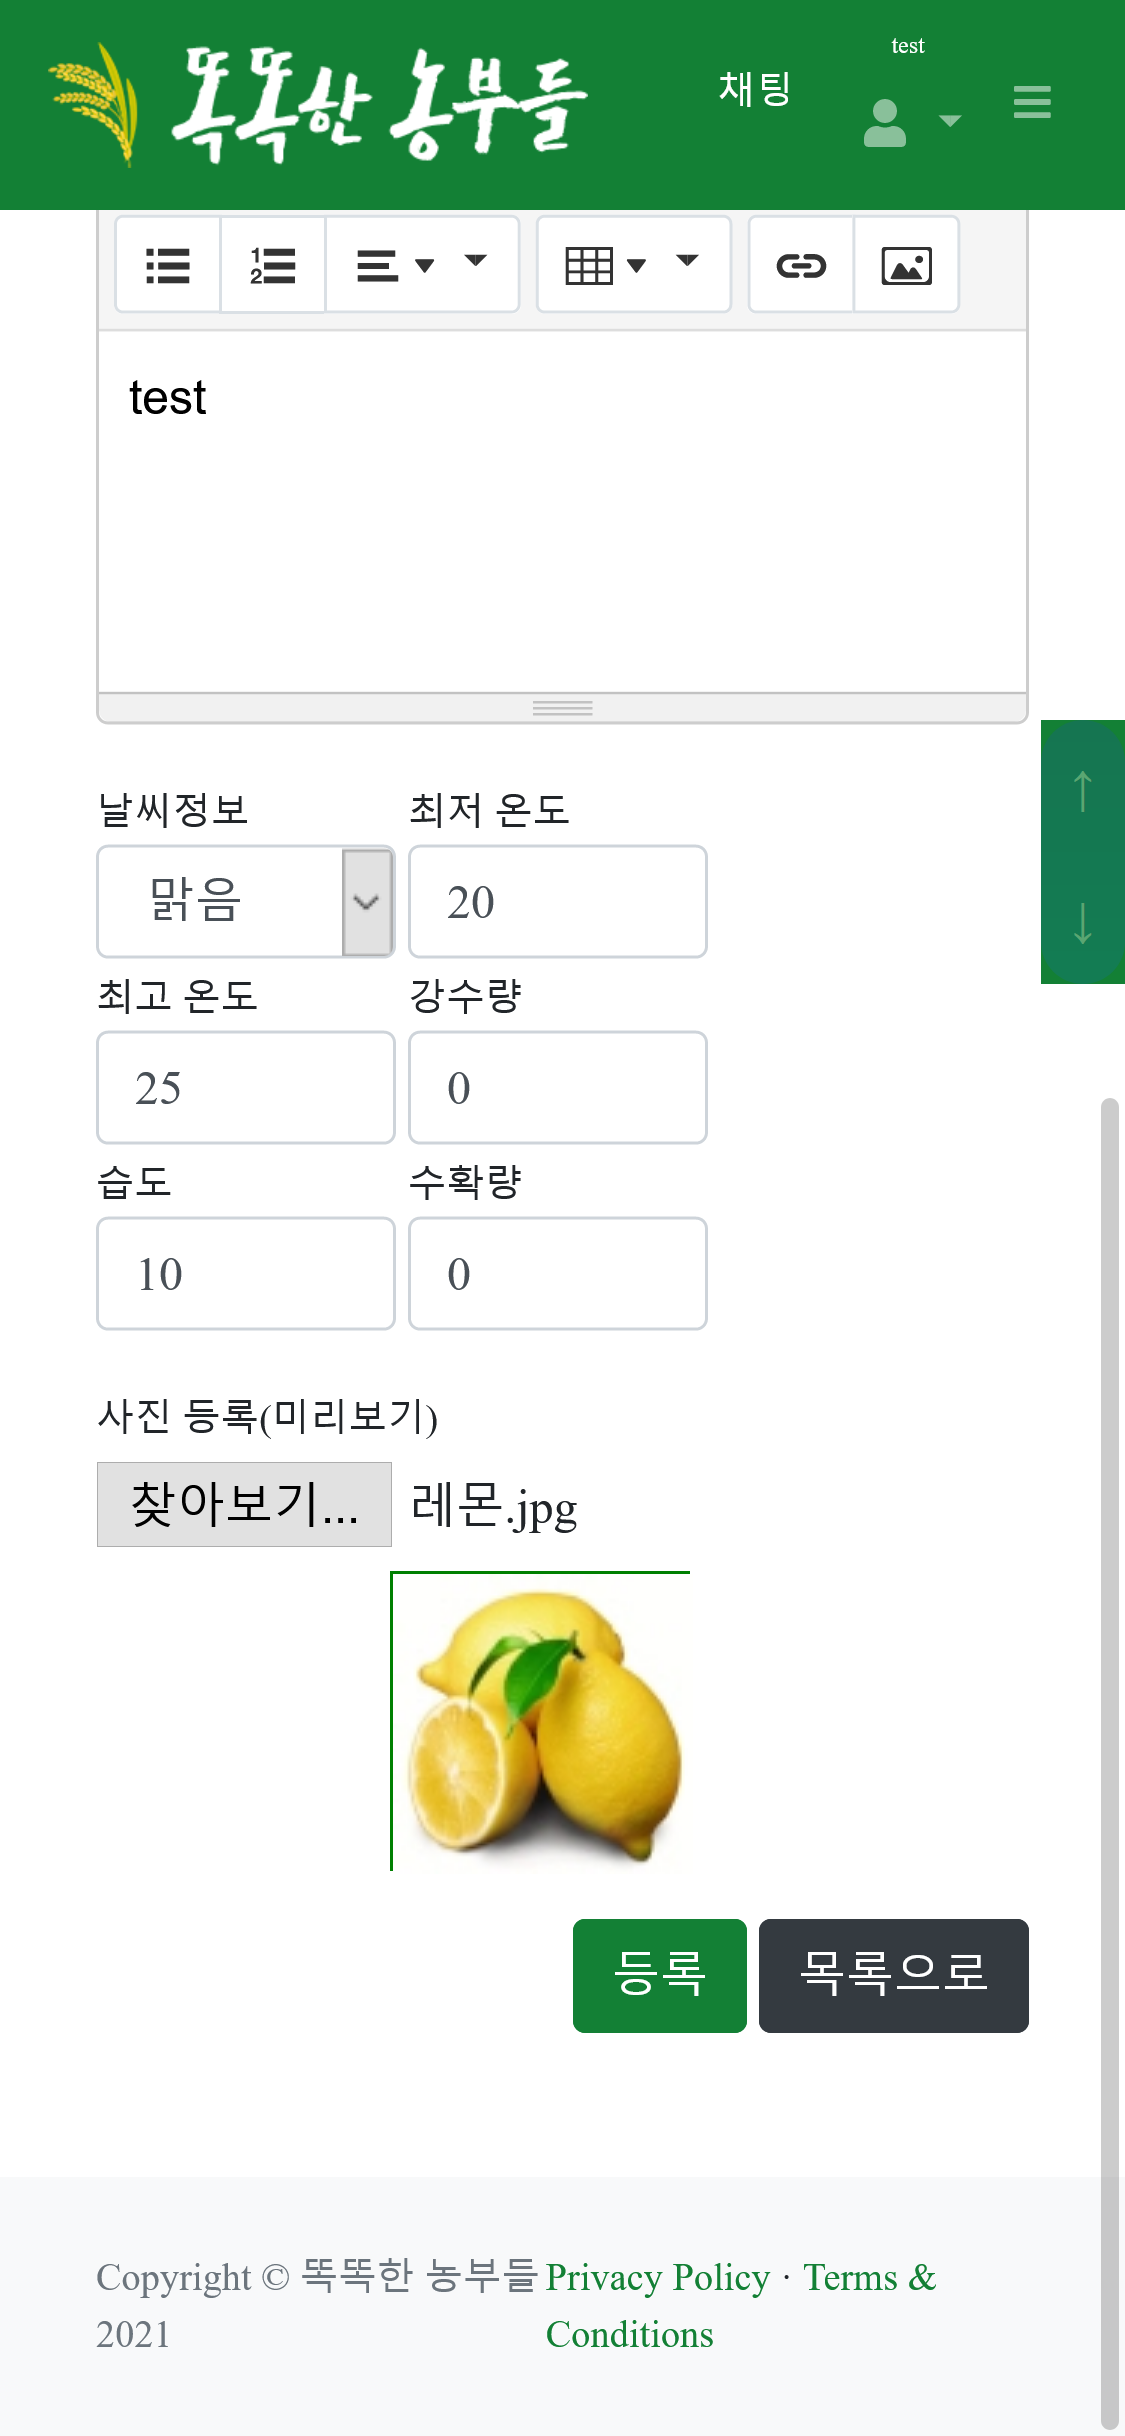 똑똑한 농부들
채팅
test
test
날씨정보 최저 온도
맑음 20
최고 온도 강수량
25 0
습도 수확량
10 0
사진 등록(미리보기)
찾아보기... 레몬.jpg
등록 목록으로
Copyright © 똑똑한 농부들 2021
Privacy Policy · Terms & Conditions